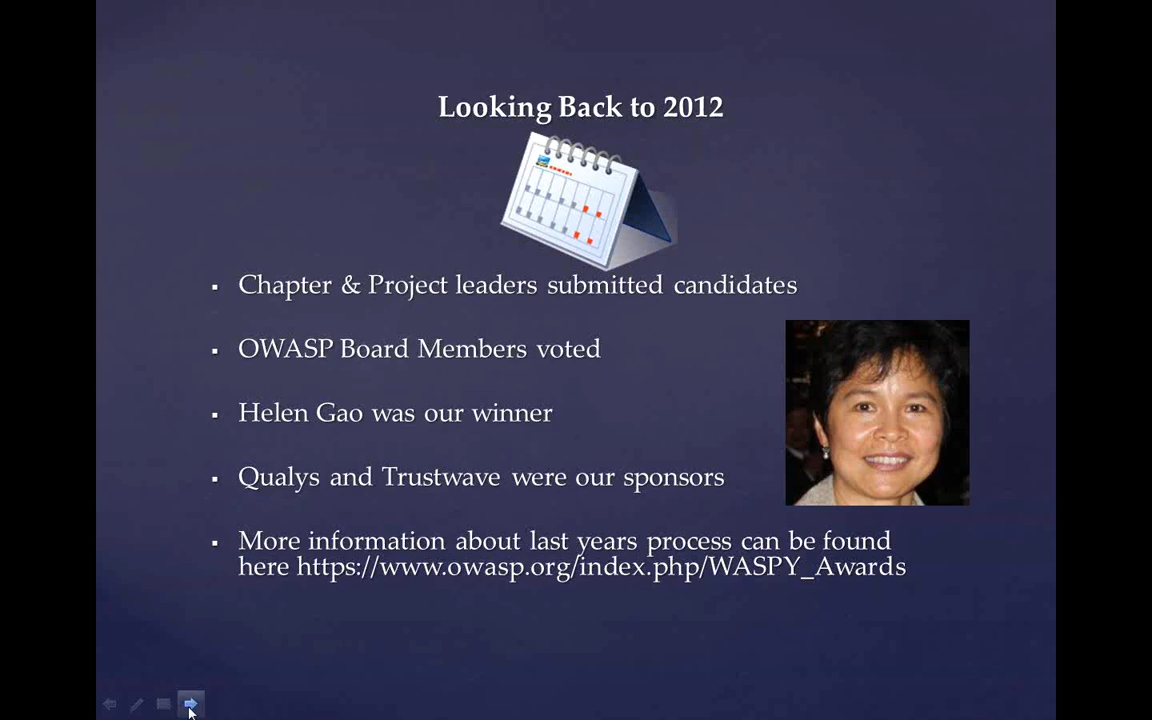 Looking Back to 2012
Chapter & Project leaders submitted candidates
OWASP Board Members voted
Helen Gao was our winner
Qualys and Trustwave were our sponsors
More information about last years process can be found
here https://www.owasp.org/index.php/WASPY_Awards